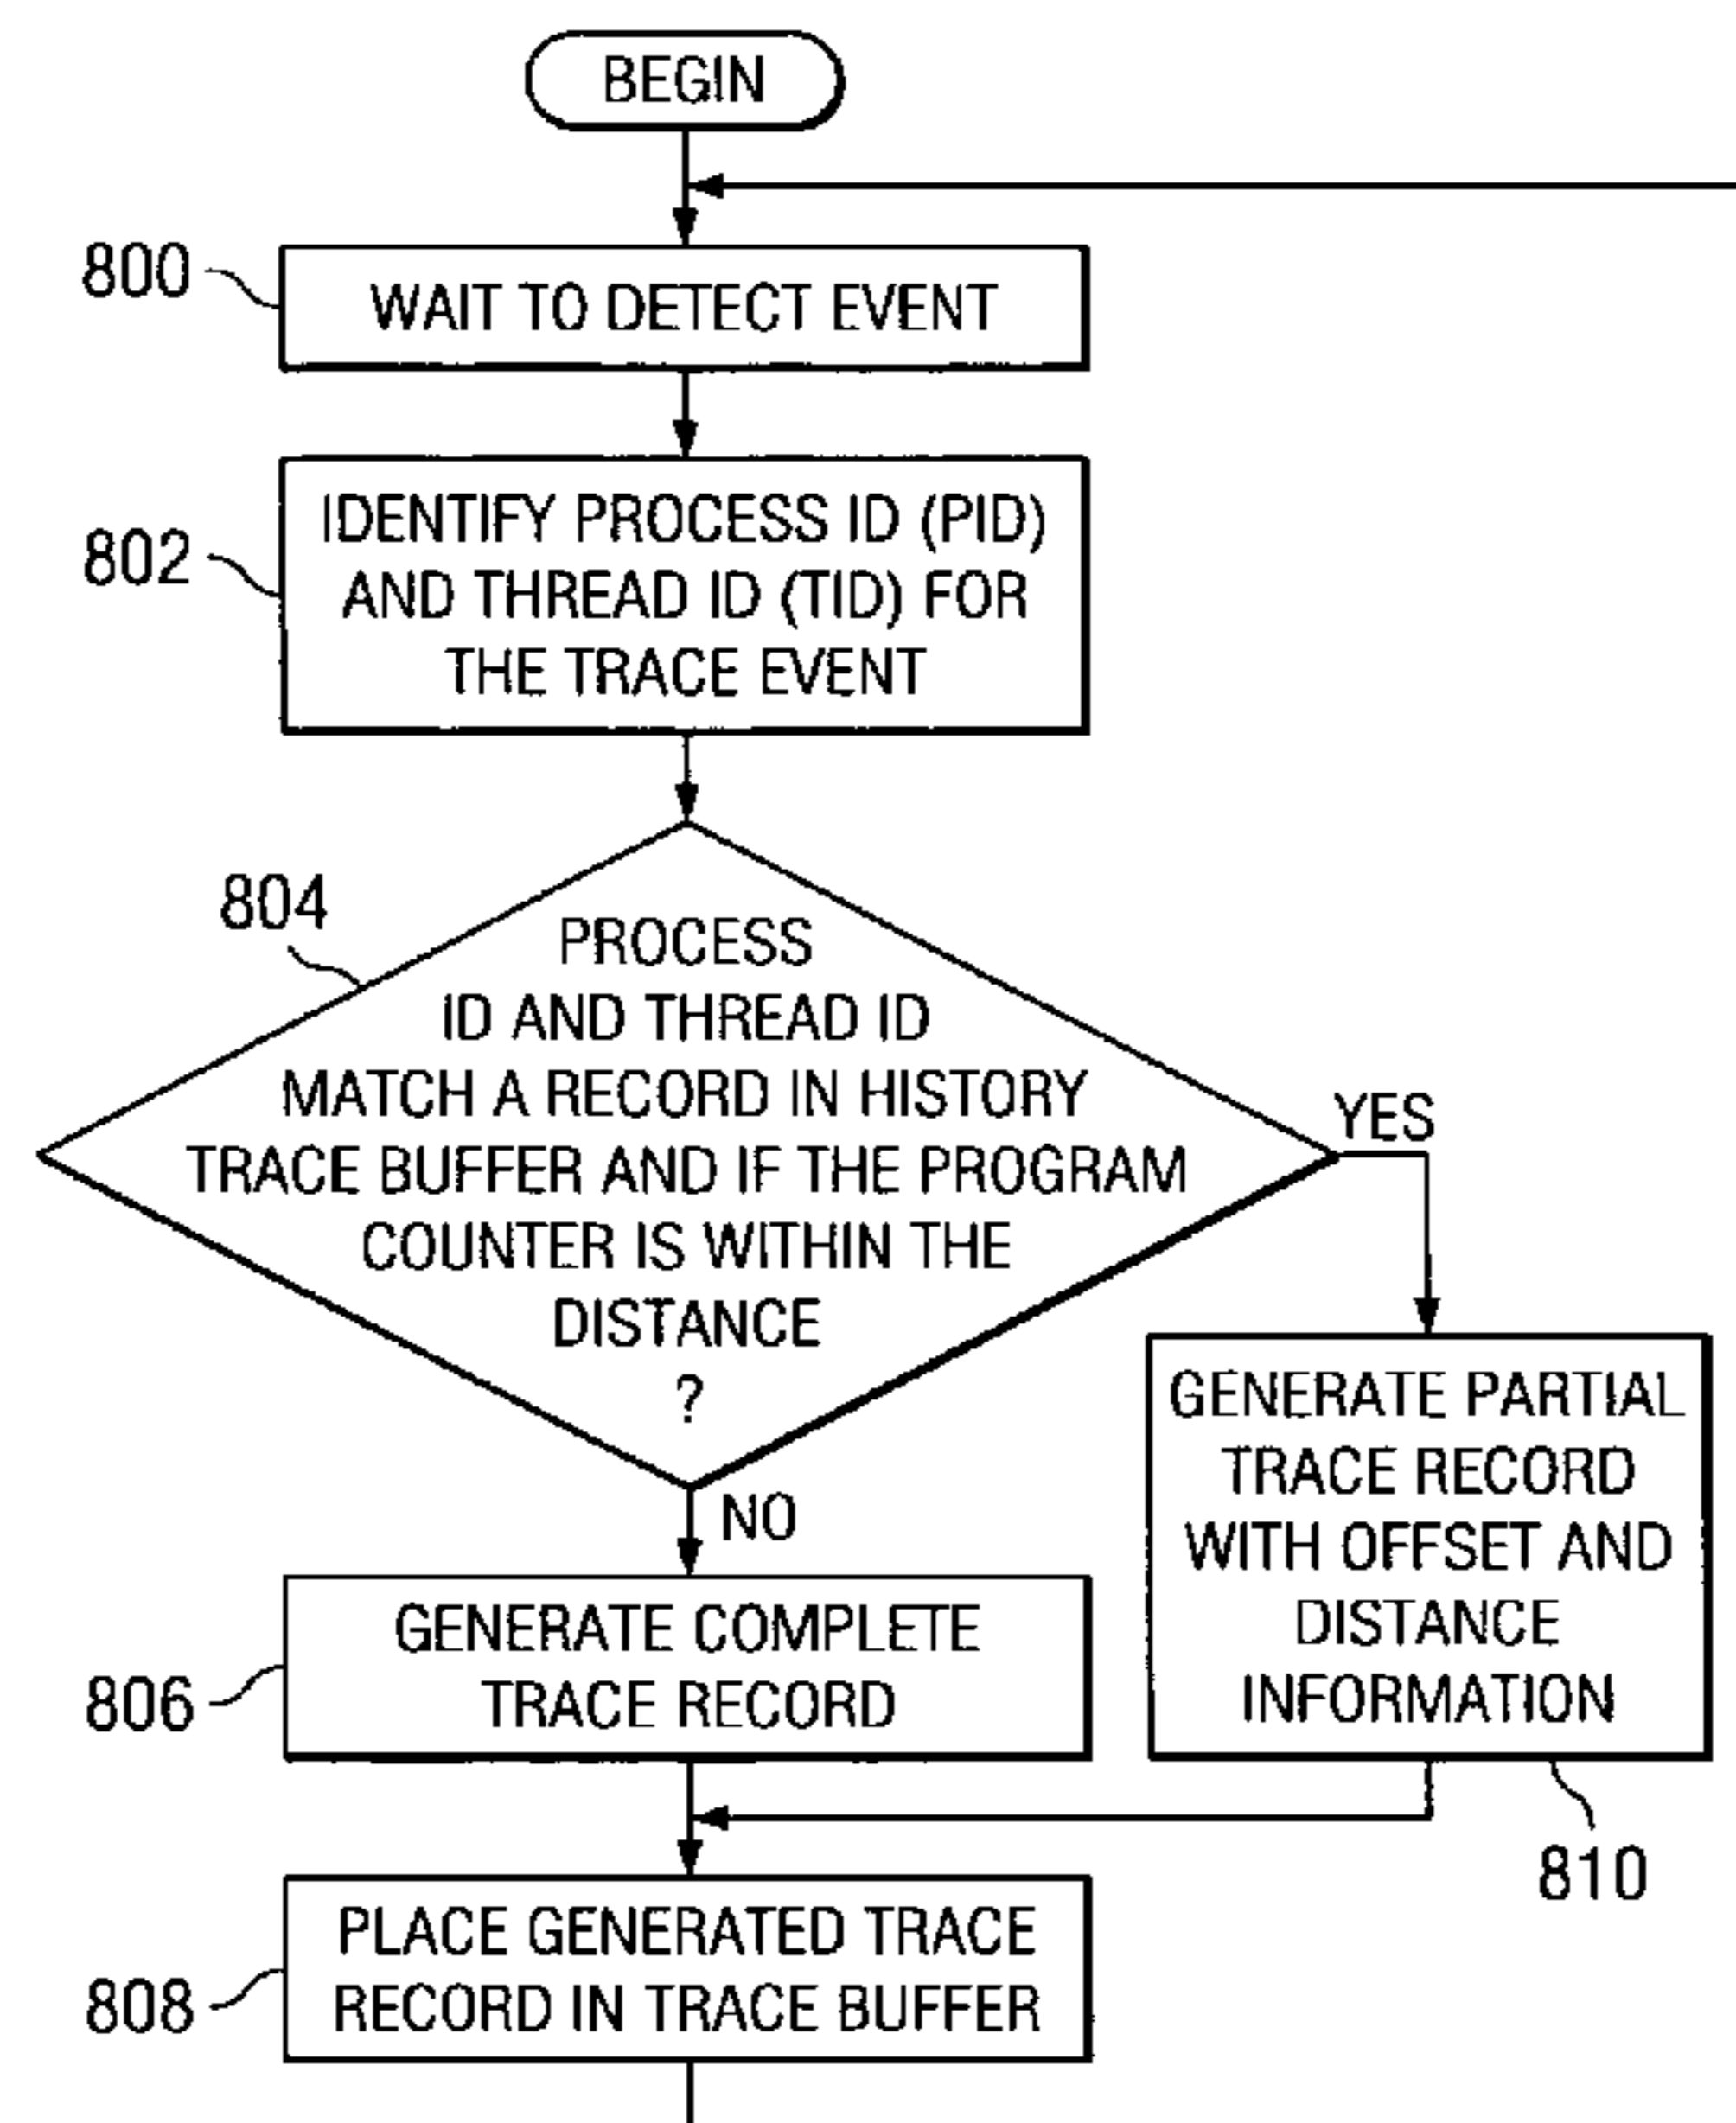 BEGIN
800
WAIT TO DETECT EVENT
802
IDENTIFY PROCESS ID (PID)
AND THREAD ID (TID) FOR
THE TRACE EVENT
804
PROCESS
ID AND THREAD ID
MATCH A RECORD IN HISTORY
TRACE BUFFER AND IF THE PROGRAM
COUNTER IS WITHIN THE
DISTANCE
?
YES
NO
GENERATE PARTIAL
TRACE RECORD
WITH OFFSET AND
DISTANCE
INFORMATION
810
806
GENERATE COMPLETE
TRACE RECORD
808
PLACE GENERATED TRACE
RECORD IN TRACE BUFFER